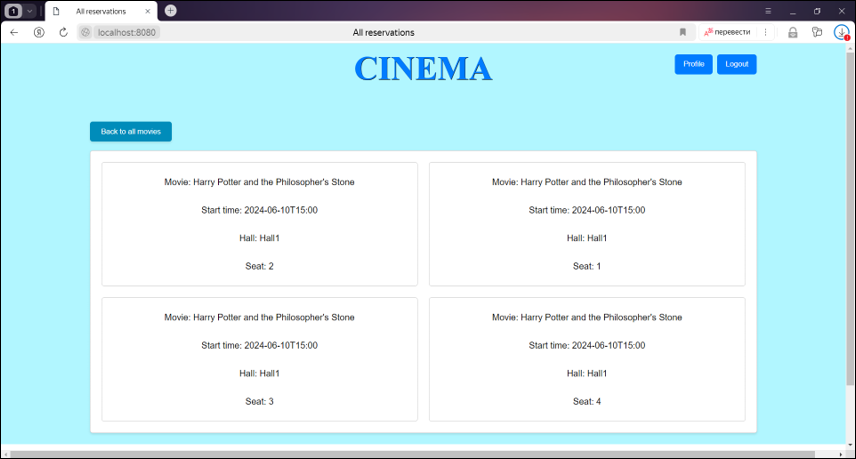 1
All reservations
localhost:8080
All reservations
перевести
CINEMA
Profile
Logout
Back to all movies
Movie: Harry Potter and the Philosopher's Stone
Start time: 2024-06-10T15:00
Hall: Hall1
Seat: 2
Movie: Harry Potter and the Philosopher's Stone
Start time: 2024-06-10T15:00
Hall: Hall1
Seat: 1
Movie: Harry Potter and the Philosopher's Stone
Start time: 2024-06-10T15:00
Hall: Hall1
Seat: 3
Movie: Harry Potter and the Philosopher's Stone
Start time: 2024-06-10T15:00
Hall: Hall1
Seat: 4